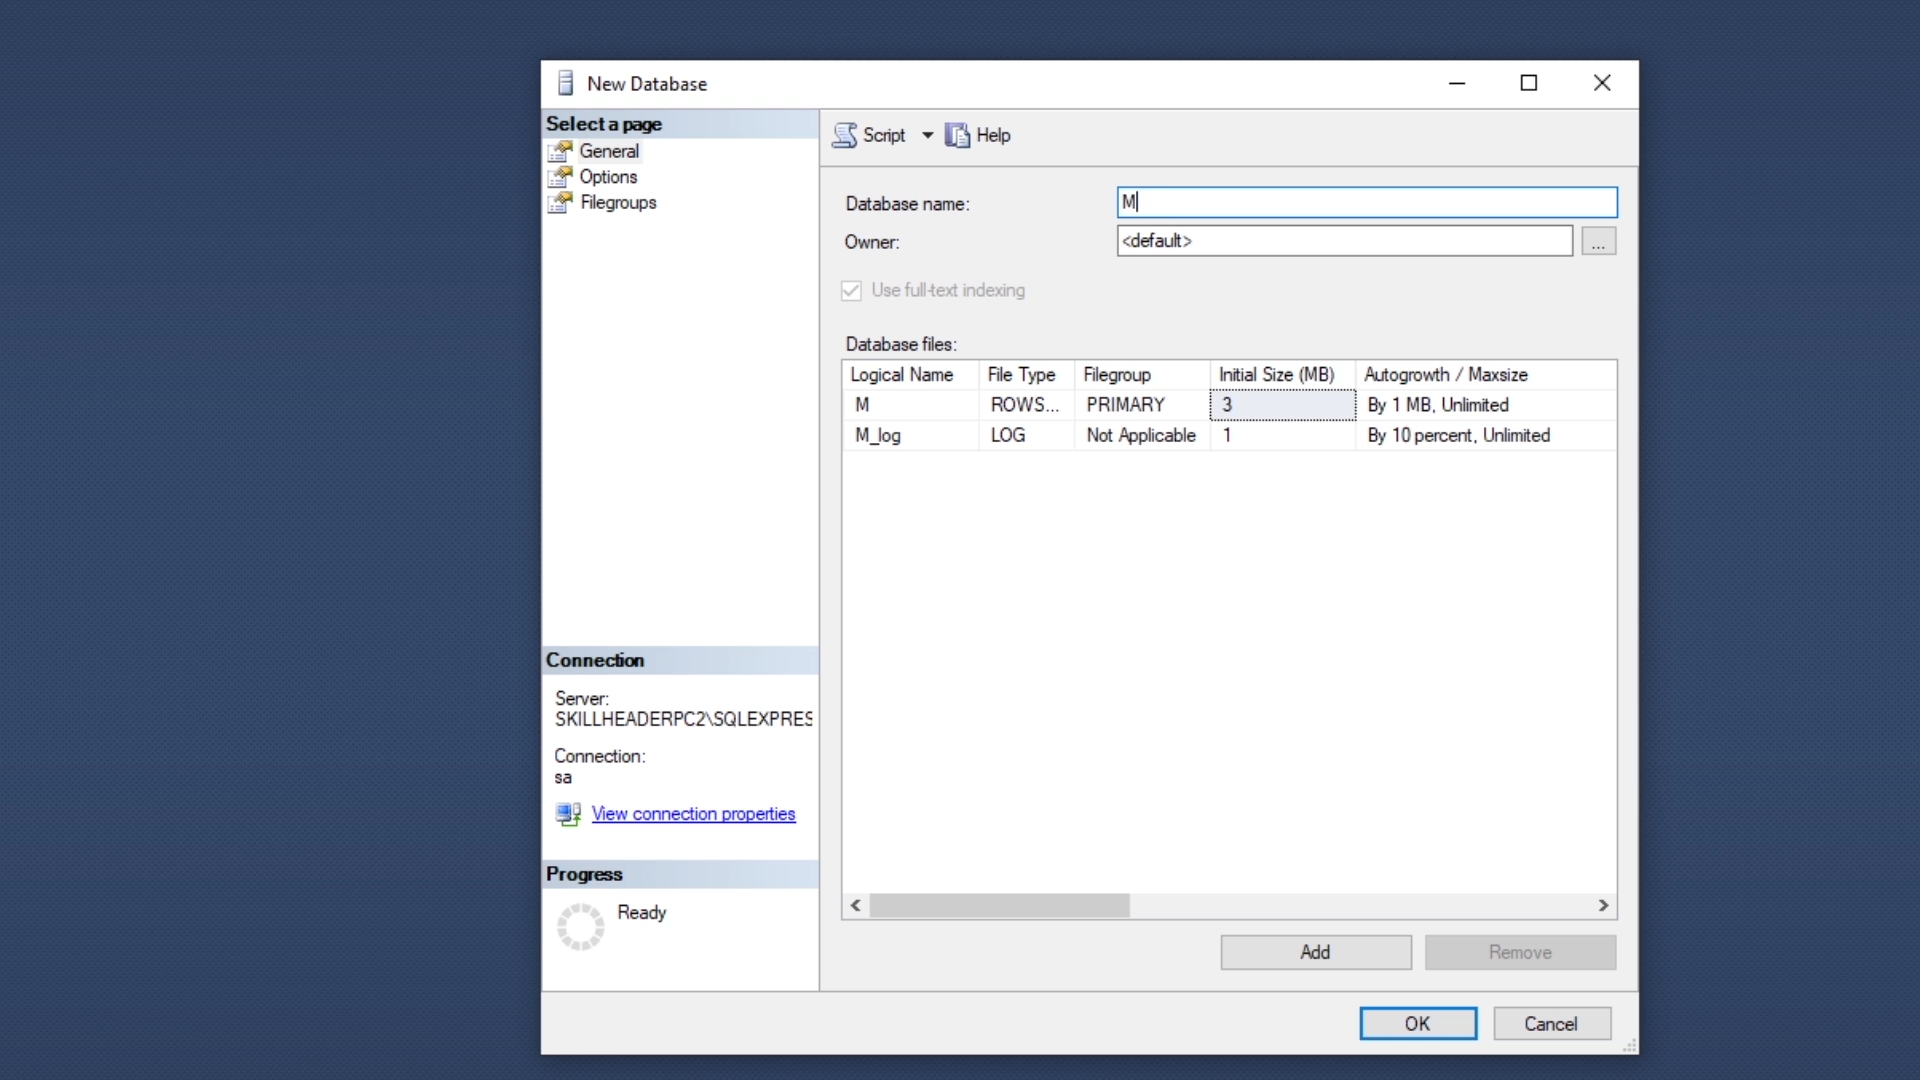 New Database
Select a page
General
Options
Filegroups
Script
Help
Database name:
M
Owner:
<default>
...
Use full-text indexing
Database files:
Logical Name File Type Filegroup Initial Size (MB) Autogrowth / Maxsize
M ROWS... PRIMARY 3 By 1 MB, Unlimited
M_log LOG Not Applicable 1 By 10 percent, Unlimited
Connection
Server:
SKILLHEADERPC2\SQLEXPRES
Connection:
sa
View connection properties
Progress
Ready
Add
Remove
OK
Cancel